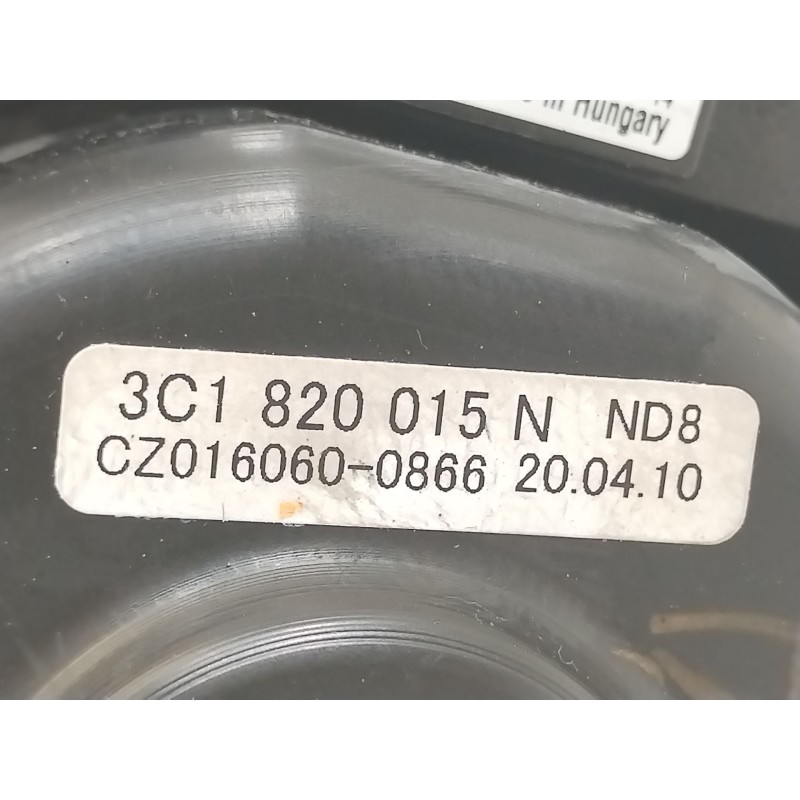 in Hungary
3C1 820 015 N ND8
CZ016060-0866 20.04.10